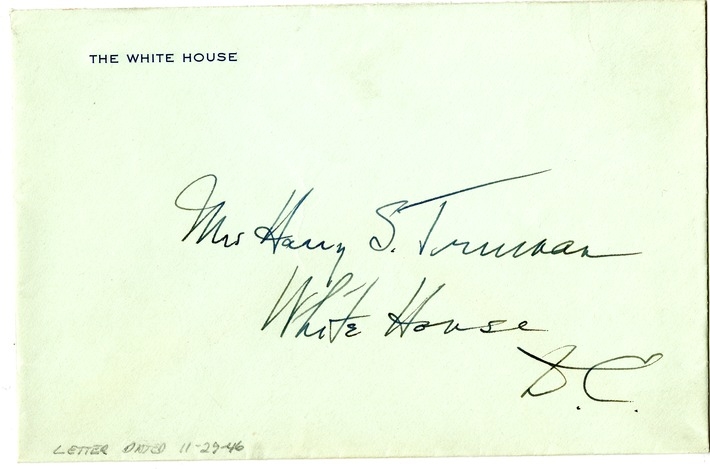 THE WHITE HOUSE
Mrs Harry S. Truman
White House
D.C.
LETTER DATED 11-29-46